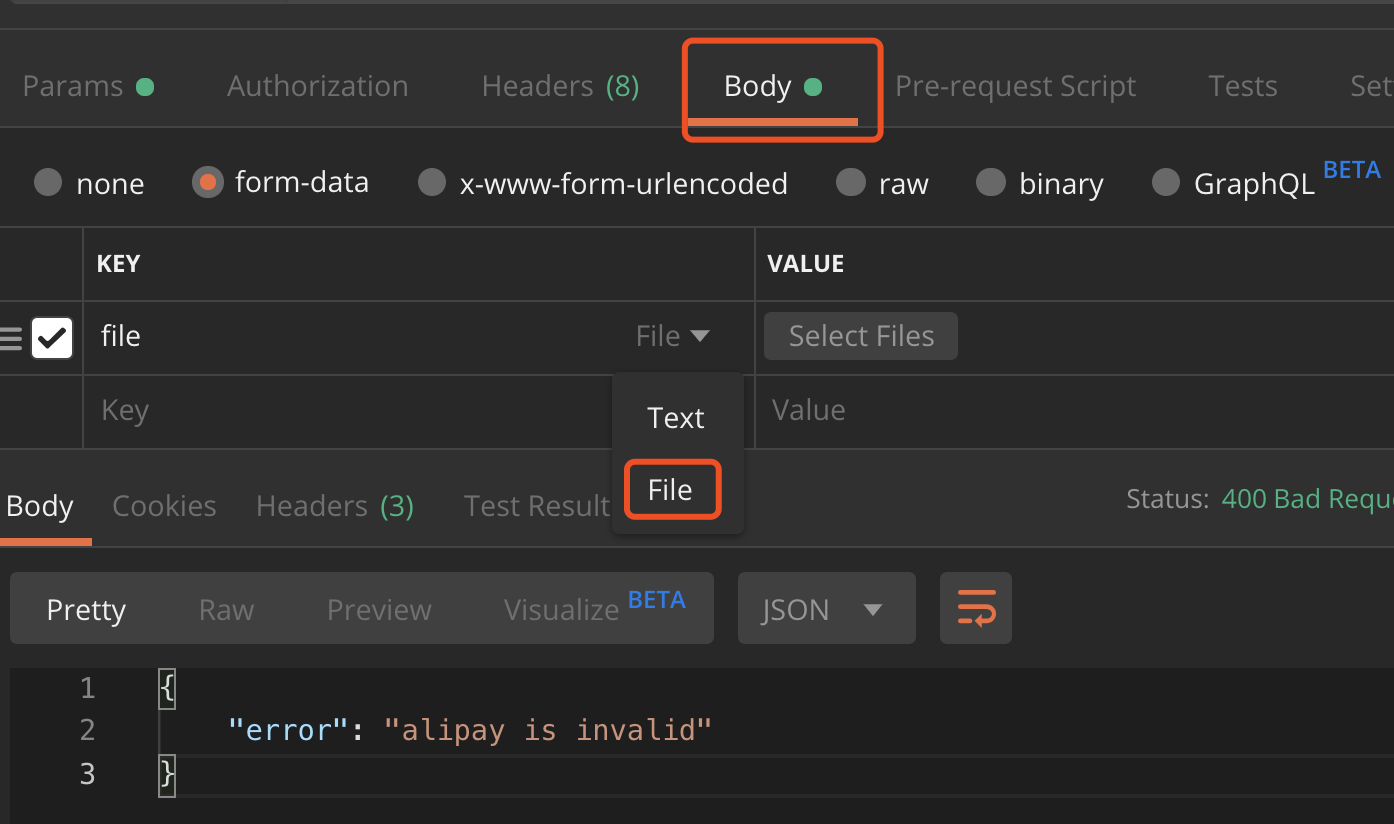 Params Authorization Headers (8) Body Pre-request Script Tests Set
none form-data x-www-form-urlencoded raw binary GraphQL BETA
KEY VALUE
file File Select Files
Key Value
Text
File
Body Cookies Headers (3) Test Result Status: 400 Bad Reque
Pretty Raw Preview Visualize BETA JSON
1 {
2 "error": "alipay is invalid"
3 }